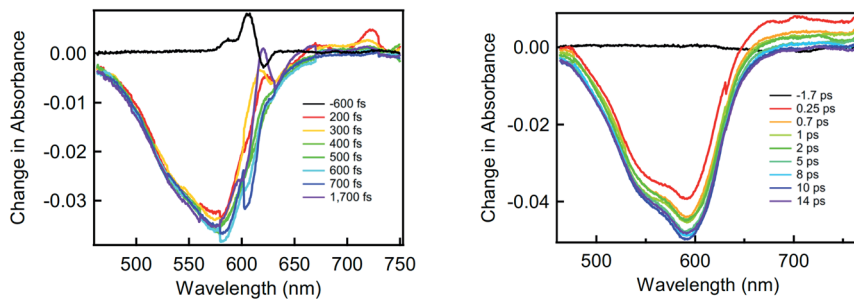 Change in Absorbance
0.00
-0.01
-0.02
-0.03
500
550
600
650
700
750
Wavelength (nm)
-600 fs
200 fs
300 fs
400 fs
500 fs
600 fs
700 fs
1,700 fs
Change in Absorbance
0.00
-0.02
-0.04
500
600
700
Wavelength (nm)
-1.7 ps
0.25 ps
0.7 ps
1 ps
2 ps
5 ps
8 ps
10 ps
14 ps